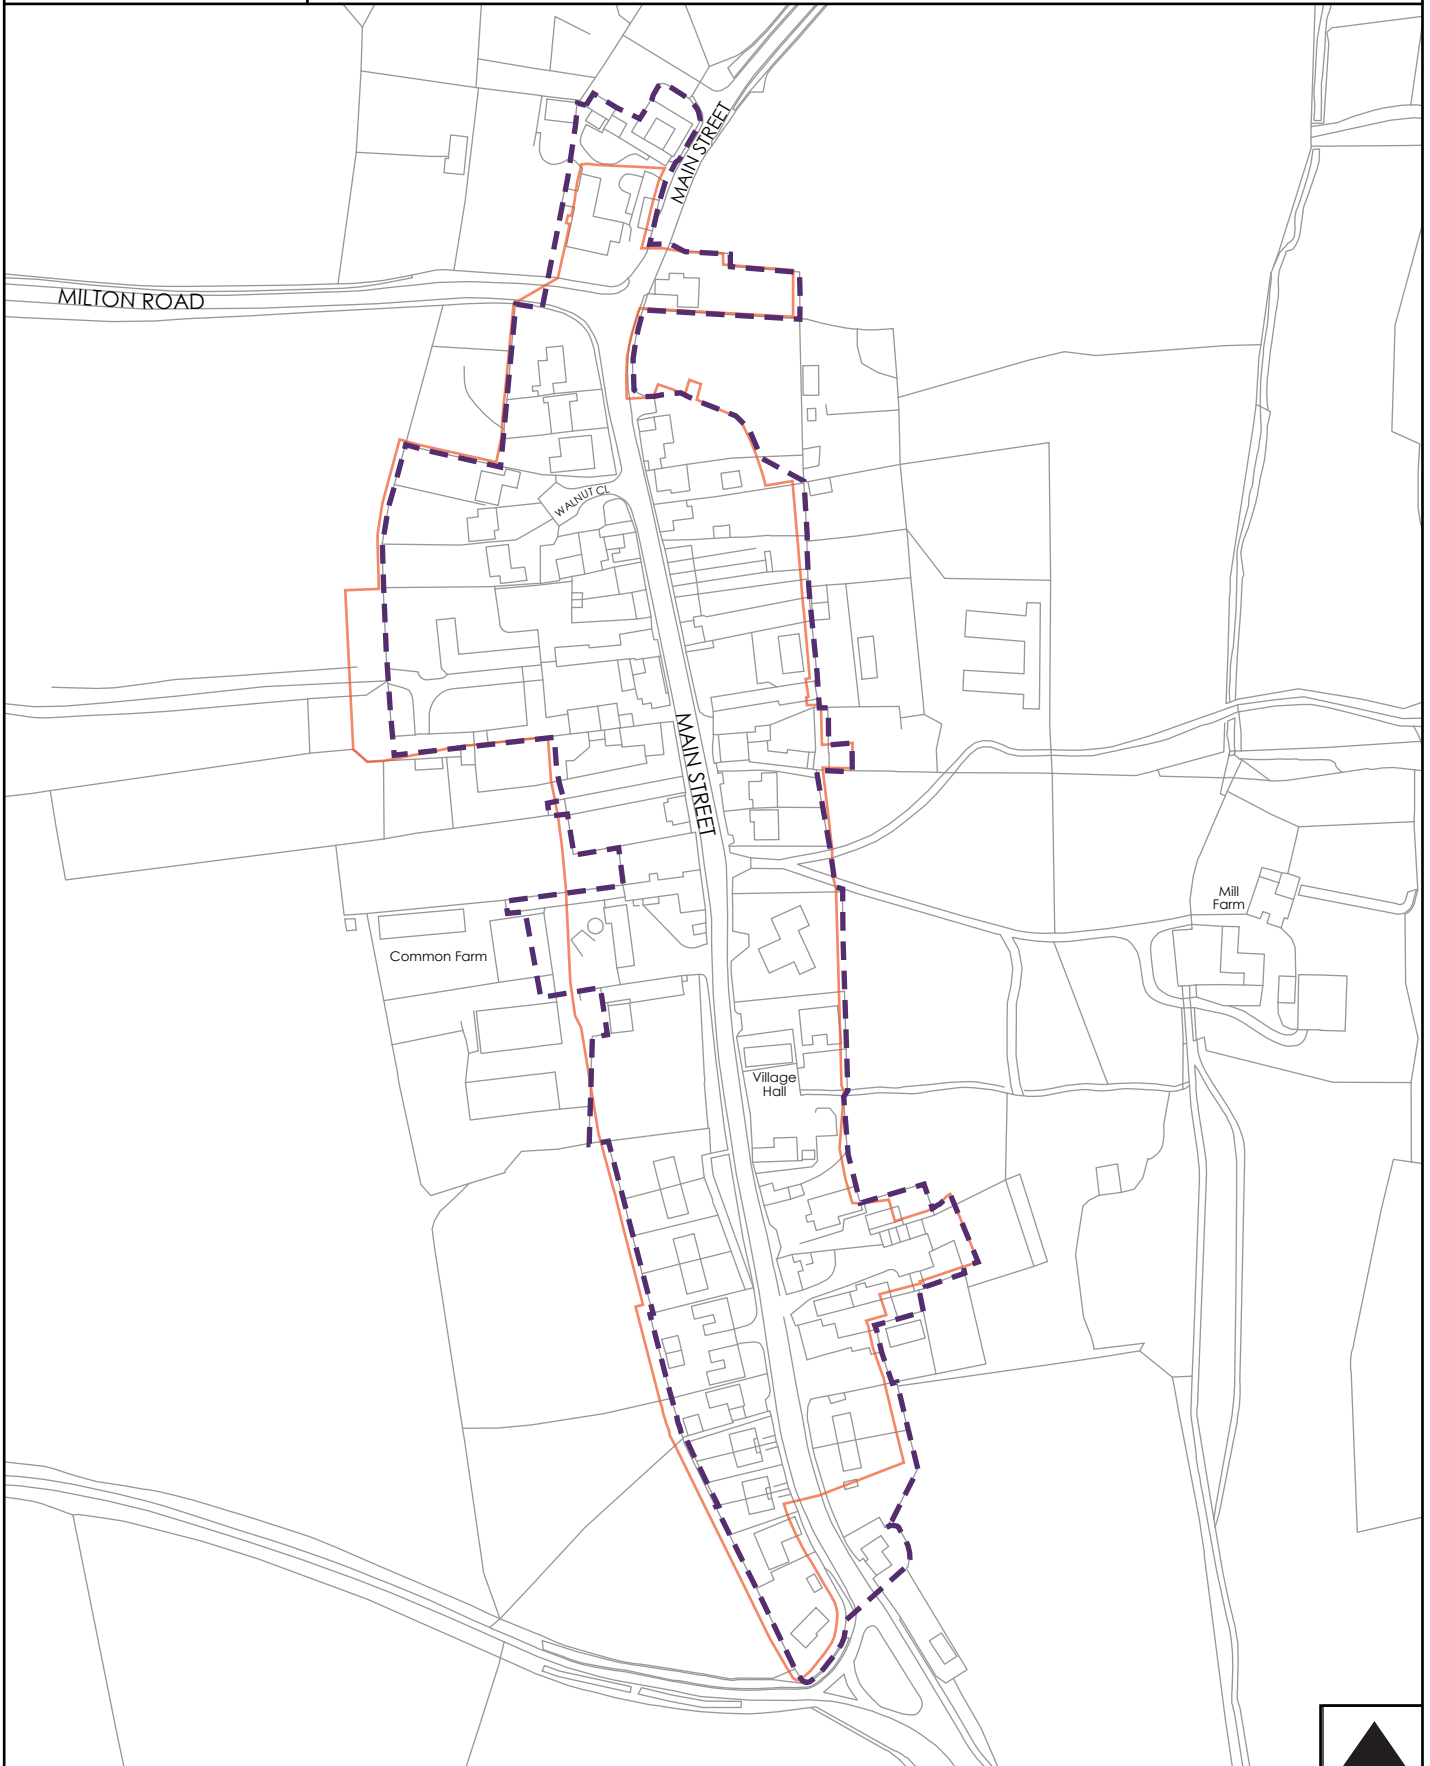 MAIN STREET
MILTON ROAD
WALNUT CL
MAIN STREET
Mill
Farm
Common Farm
Village
Hall